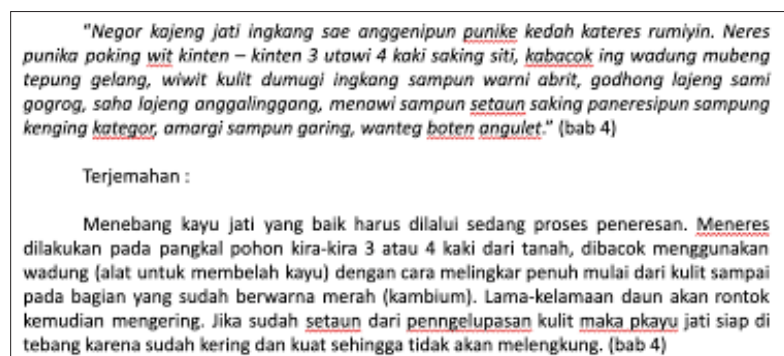 "Negor kajeng jati ingkang sae anggenipun punike kedah kateres rumiyin. Neres
punika poking wit kinten – kinten 3 utawi 4 kaki saking siti, kabacok ing wadung mubeng
tepung gelang, wiwit kulit dumugi ingkang sampun warni abrit, godhong lajeng sami
gogrog, saha lajeng anggalinggang, menawi sampun setaun saking paneresipun sampung
kenging kategor, amargi sampun garing, wanteg boten angulet." (bab 4)
Terjemahan :
Menebang kayu jati yang baik harus dilalui sedang proses peneresan. Meneres
dilakukan pada pangkal pohon kira-kira 3 atau 4 kaki dari tanah, dibacok menggunakan
wadung (alat untuk membelah kayu) dengan cara melingkar penuh mulai dari kulit sampai
pada bagian yang sudah berwarna merah (kambium). Lama-kelamaan daun akan rontok
kemudian mengering. Jika sudah setaun dari penngelupasan kulit maka pkayu jati siap di
tebang karena sudah kering dan kuat sehingga tidak akan melengkung. (bab 4)